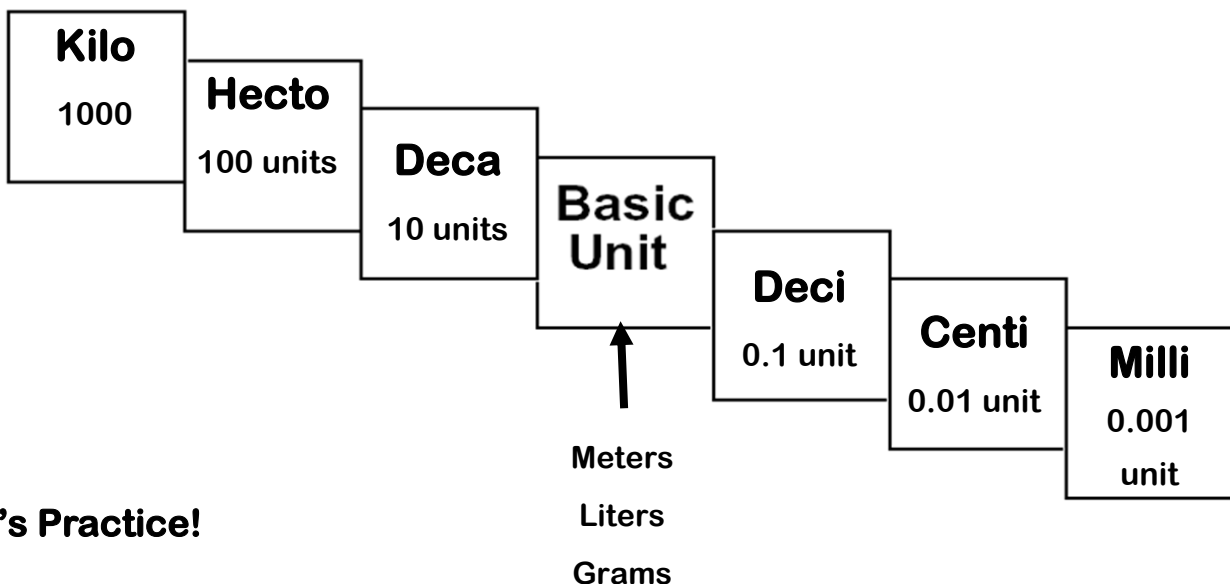 Kilo
1000
Hecto
100 units
Deca
10 units
Basic
Unit
Deci
0.1 unit
Centi
0.01 unit
Milli
0.001
unit
Meters
Liters
Grams
’s Practice!